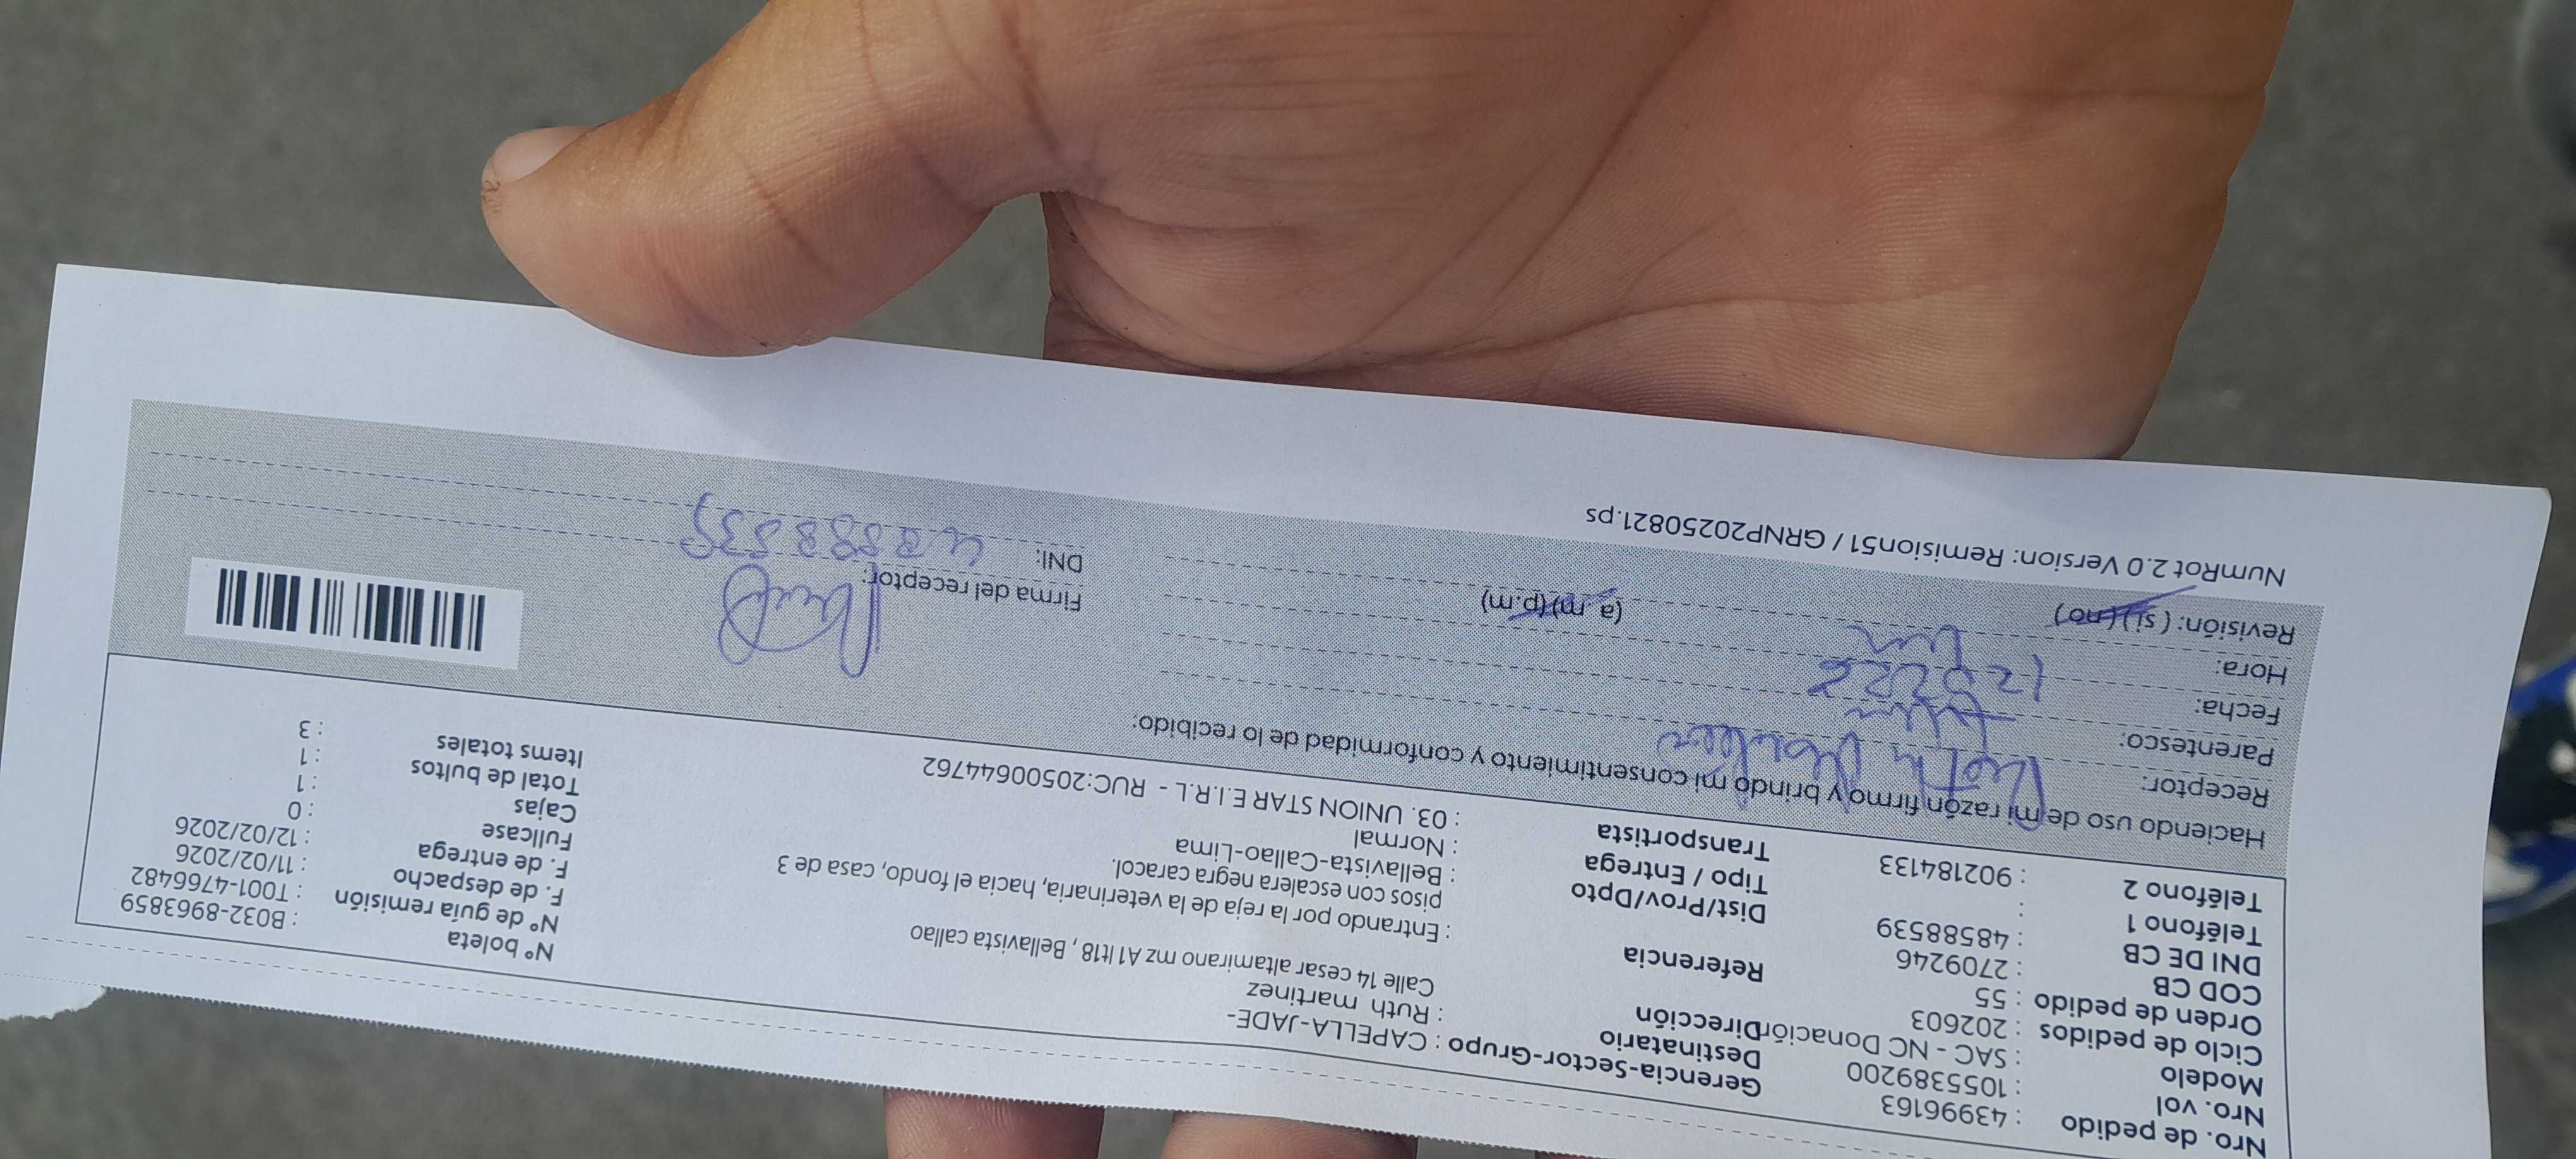 Nro. de pedido : 43996163
Nro. vol : 1055389200
Modelo : SAC - NC Donación
Ciclo de pedidos : 202603
Orden de pedido : 55
COD CB : 2709246
DNI DE CB : 48588539
Teléfono 1 :
Teléfono 2 : 902184133
Gerencia-Sector-Grupo : CAPELLA-JADE-
Destinatario : Ruth martinez
Dirección Calle 14 cesar altamirano mz A1 lt18 , Bellavista callao
Referencia : Entrando por la reja de la veterinaria, hacia el fondo, casa de 3
pisos con escalera negra caracol.
Dist/Prov/Dpto : Bellavista-Callao-Lima
Tipo / Entrega : Normal
Transportista : 03. UNION STAR E.I.R.L - RUC:20500644762
Nº boleta : B032-8963859
Nº de guía remisión : T001-4766482
F. de despacho : 11/02/2026
F. de entrega : 12/02/2026
Fullcase : 0
Cajas : 1
Total de bultos : 1
Items totales : 3
Haciendo uso de mi razón firmo y brindo mi consentimiento y conformidad de lo recibido:
Receptor: Ruth
Parentesco:
Fecha:
Hora: (a. m) (p.m)
Revisión: ( si ) ( no )
Firma del receptor:
DNI: 48588539
NumRot 2.0 Version: Remision51 / GRNP20250821.ps